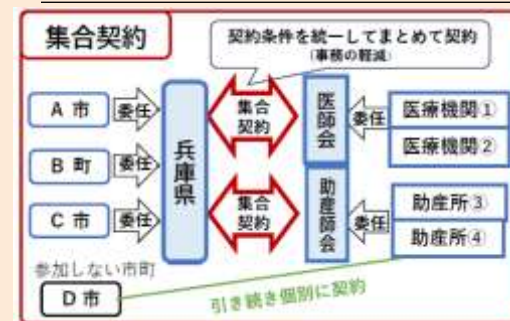 集合契約
契約条件を統一してまとめて契約
(事務の軽減)
A 市
委任
B 町
委任
C 市
委任
兵庫県
集合
契約
集合
契約
医師会
助産師会
委任
医療機関①
医療機関②
委任
助産所③
助産所④
参加しない市町
D 市
引き続き個別に契約